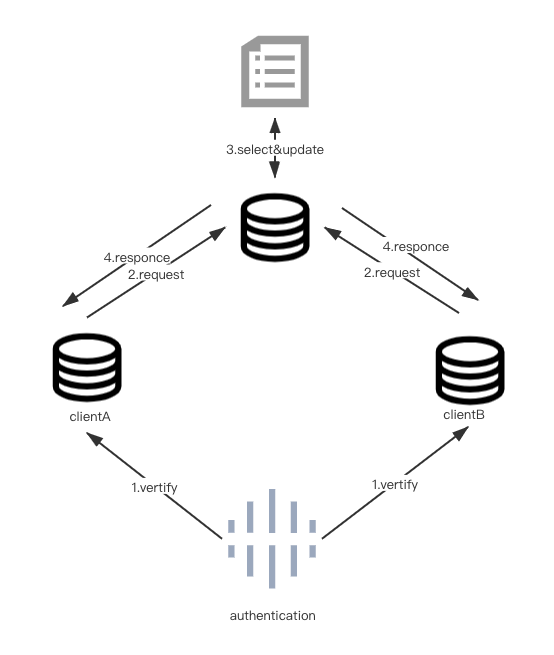 3.select&update
4.responce
2.request
4.responce
2.request
clientA
clientB
1.vertify
1.vertify
authentication